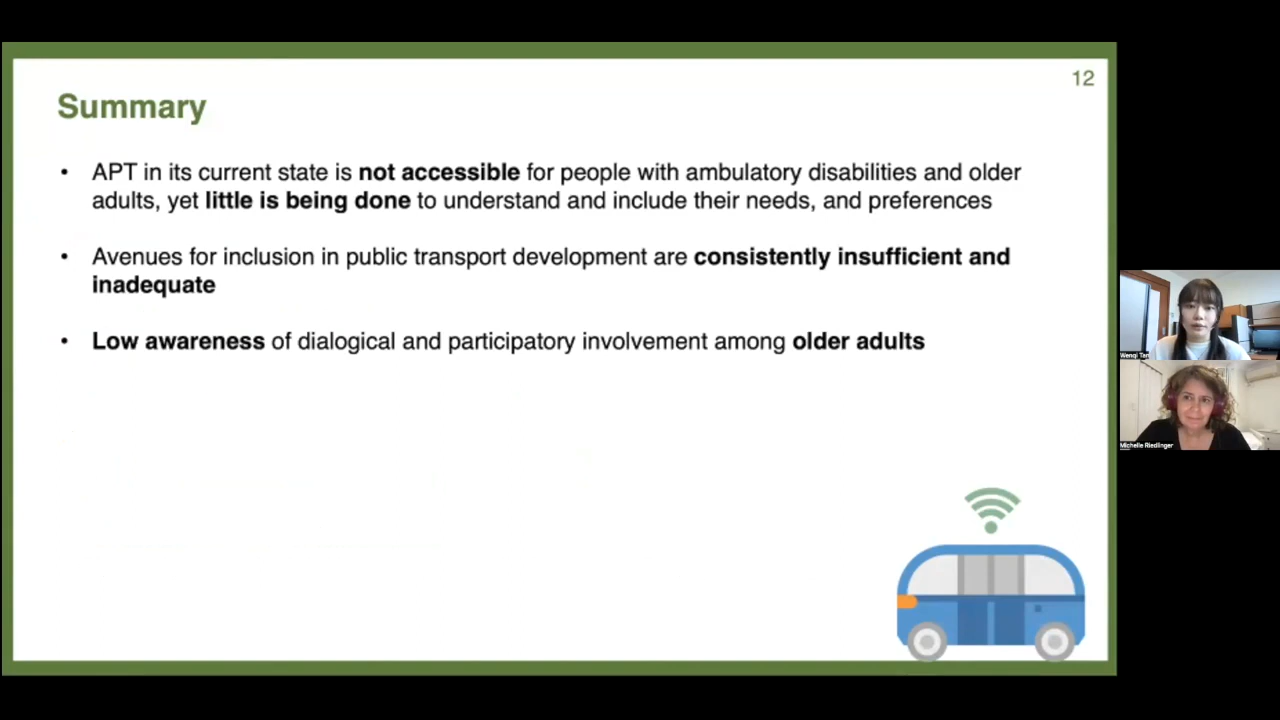 12
Summary
• APT in its current state is not accessible for people with ambulatory disabilities and older
adults, yet little is being done to understand and include their needs, and preferences
• Avenues for inclusion in public transport development are consistently insufficient and
inadequate
• Low awareness of dialogical and participatory involvement among older adults
Wenqi Tan
Michelle Riedlinger